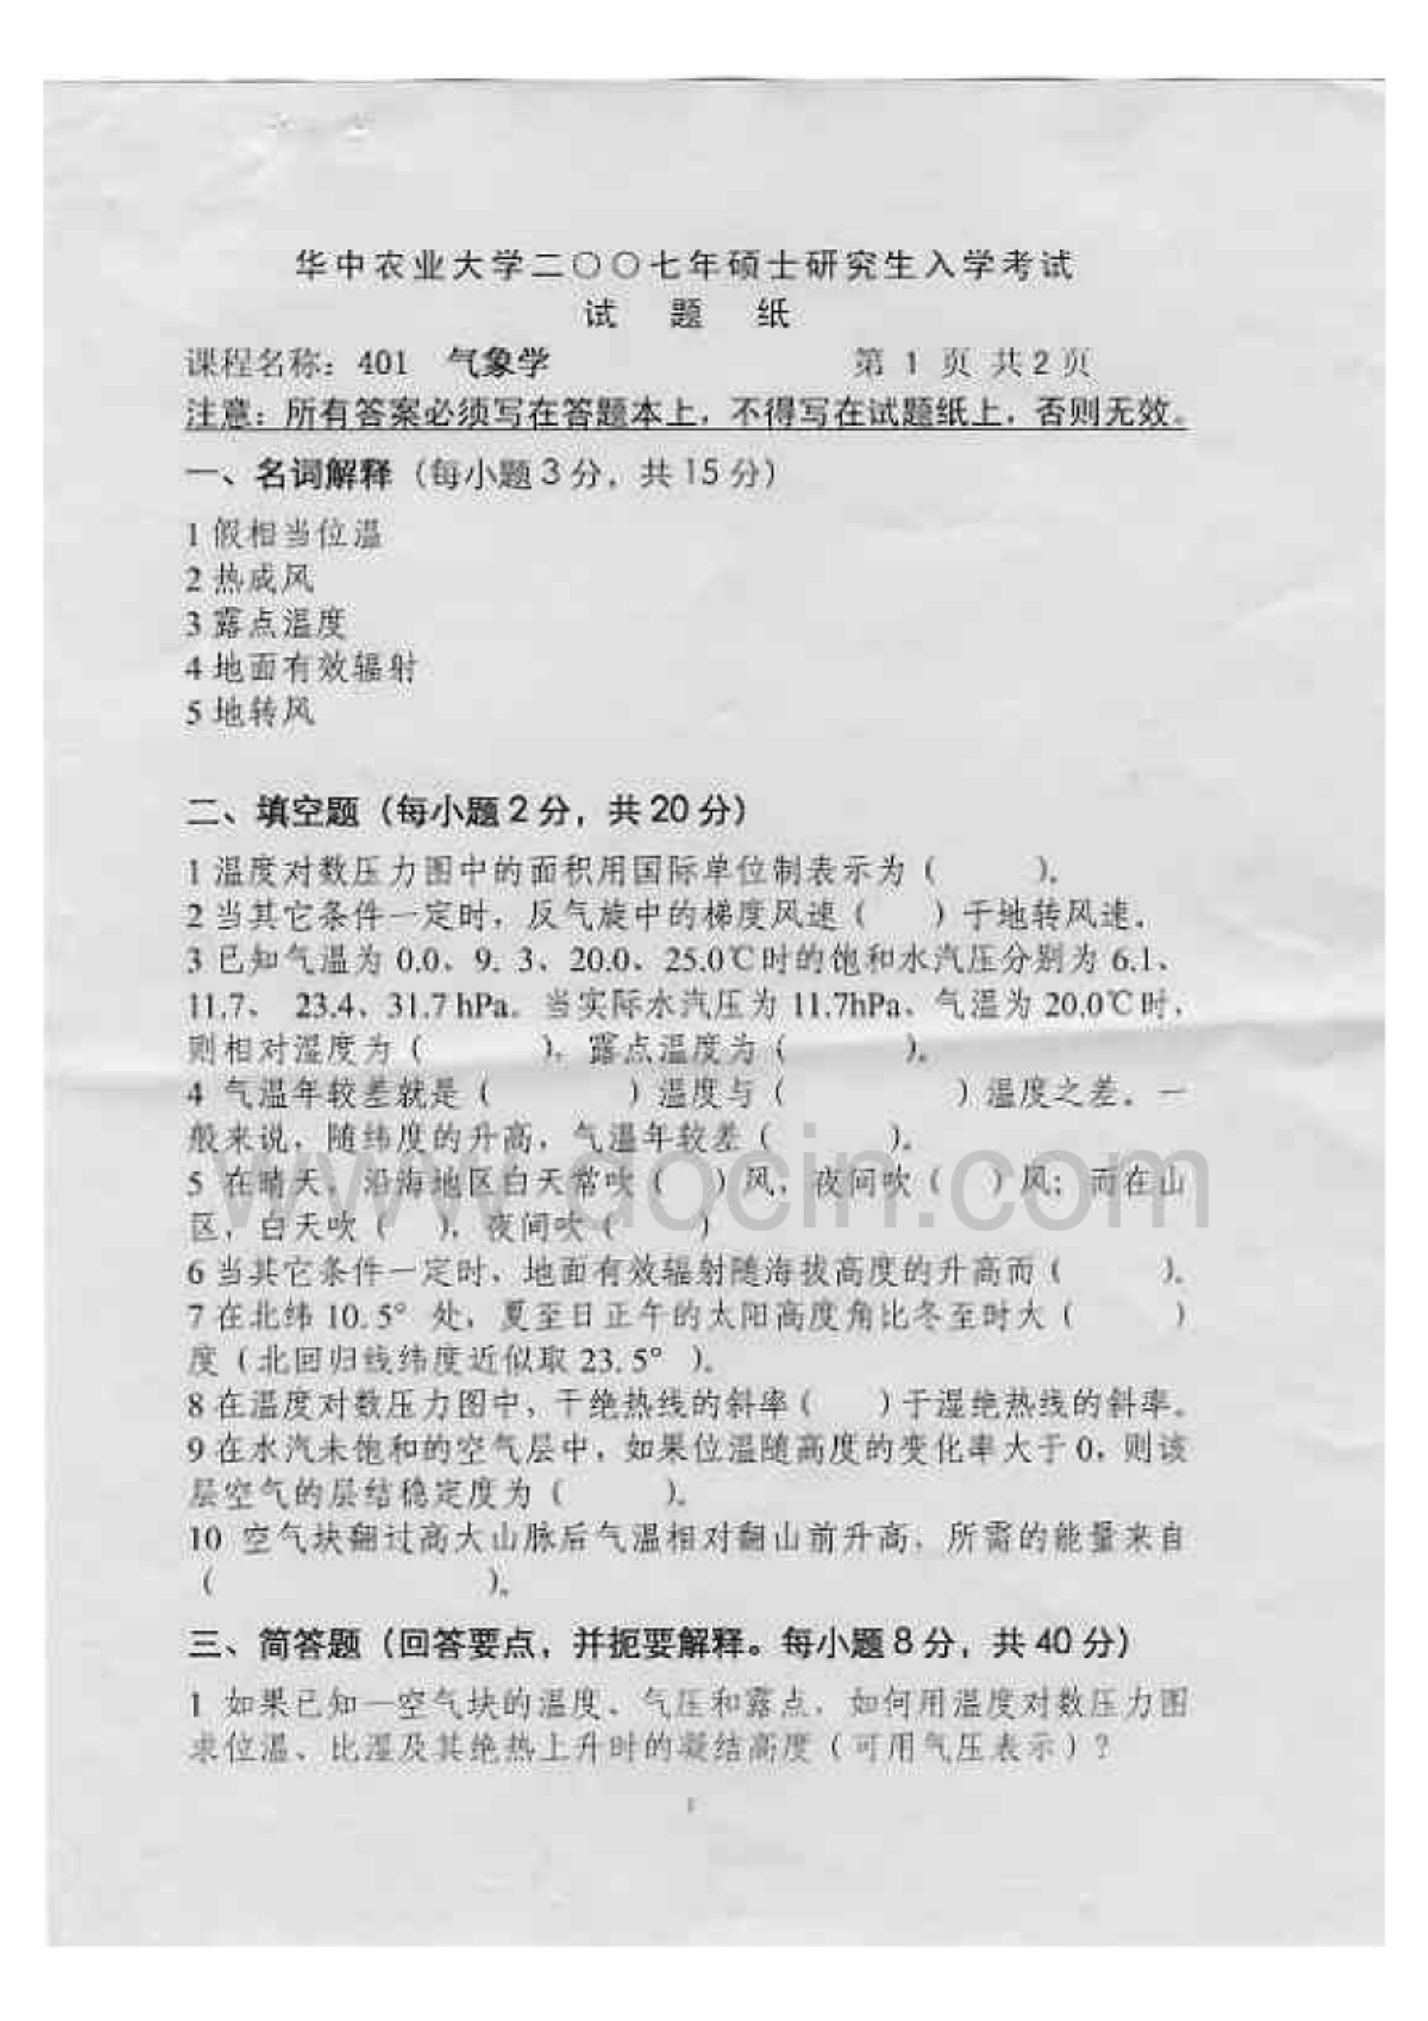 华中农业大学二〇〇七年硕士研究生入学考试
试 题 纸
课程名称：401 气象学 第 1 页 共 2 页
注意：所有答案必须写在答题本上，不得写在试题纸上，否则无效。
一、名词解释（每小题 3 分，共 15 分）
1 假相当位温
2 热成风
3 露点温度
4 地面有效辐射
5 地转风
二、填空题（每小题 2 分，共 20 分）
1 温度对数压力图中的面积用国际单位制表示为（ ）。
2 当其它条件一定时，反气旋中的梯度风速（ ）于地转风速。
3 已知气温为 0.0、9.3、20.0、25.0℃时的饱和水汽压分别为 6.1、
11.7、 23.4、31.7 hPa。当实际水汽压为 11.7hPa、气温为 20.0℃时，
则相对湿度为（ ），露点温度为（ ）。
4 气温年较差就是（ ）温度与（ ）温度之差。一
般来说，随纬度的升高，气温年较差（ ）。
5 在晴天，沿海地区白天常吹（ ）风，夜间吹（ ）风；而在山
区，白天吹（ ），夜间吹（ ）
6 当其它条件一定时，地面有效辐射随海拔高度的升高而（ ）。
7 在北纬 10.5° 处，夏至日正午的太阳高度角比冬至时大（ ）
度（北回归线纬度近似取 23.5° ）。
8 在温度对数压力图中，干绝热线的斜率（ ）于湿绝热线的斜率。
9 在水汽未饱和的空气层中，如果位温随高度的变化率大于 0，则该
层空气的层结稳定度为（ ）。
10 空气块翻过高大山脉后气温相对翻山前升高，所需的能量来自
（ ）。
三、简答题（回答要点，并扼要解释。每小题 8 分，共 40 分）
1 如果已知一空气块的温度、气压和露点，如何用温度对数压力图
求位温、比湿及其绝热上升时的凝结高度（可用气压表示）？
1
www.docin.com